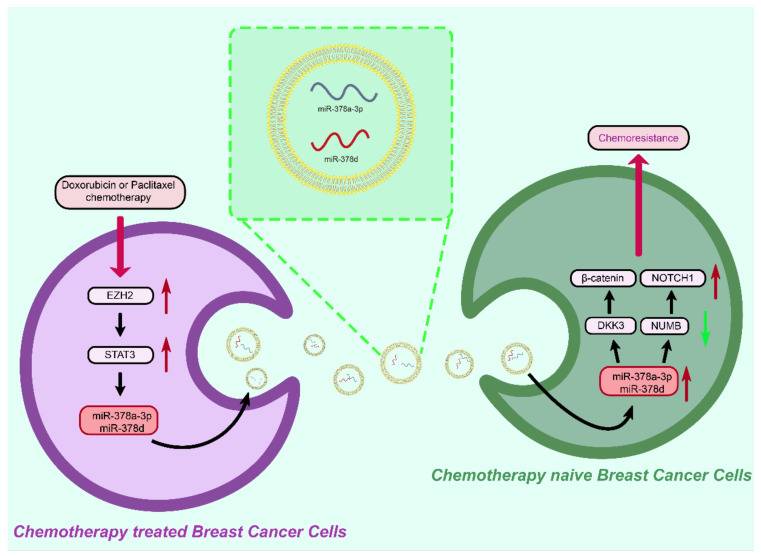 miR-378a-3p
miR-378d
Doxorubicin or Paclitaxel
chemotherapy
EZH2
STAT3
miR-378a-3p
miR-378d
Chemotherapy treated Breast Cancer Cells
Chemoresistance
β-catenin
NOTCH1
DKK3
NUMB
miR-378a-3p
miR-378d
Chemotherapy naive Breast Cancer Cells